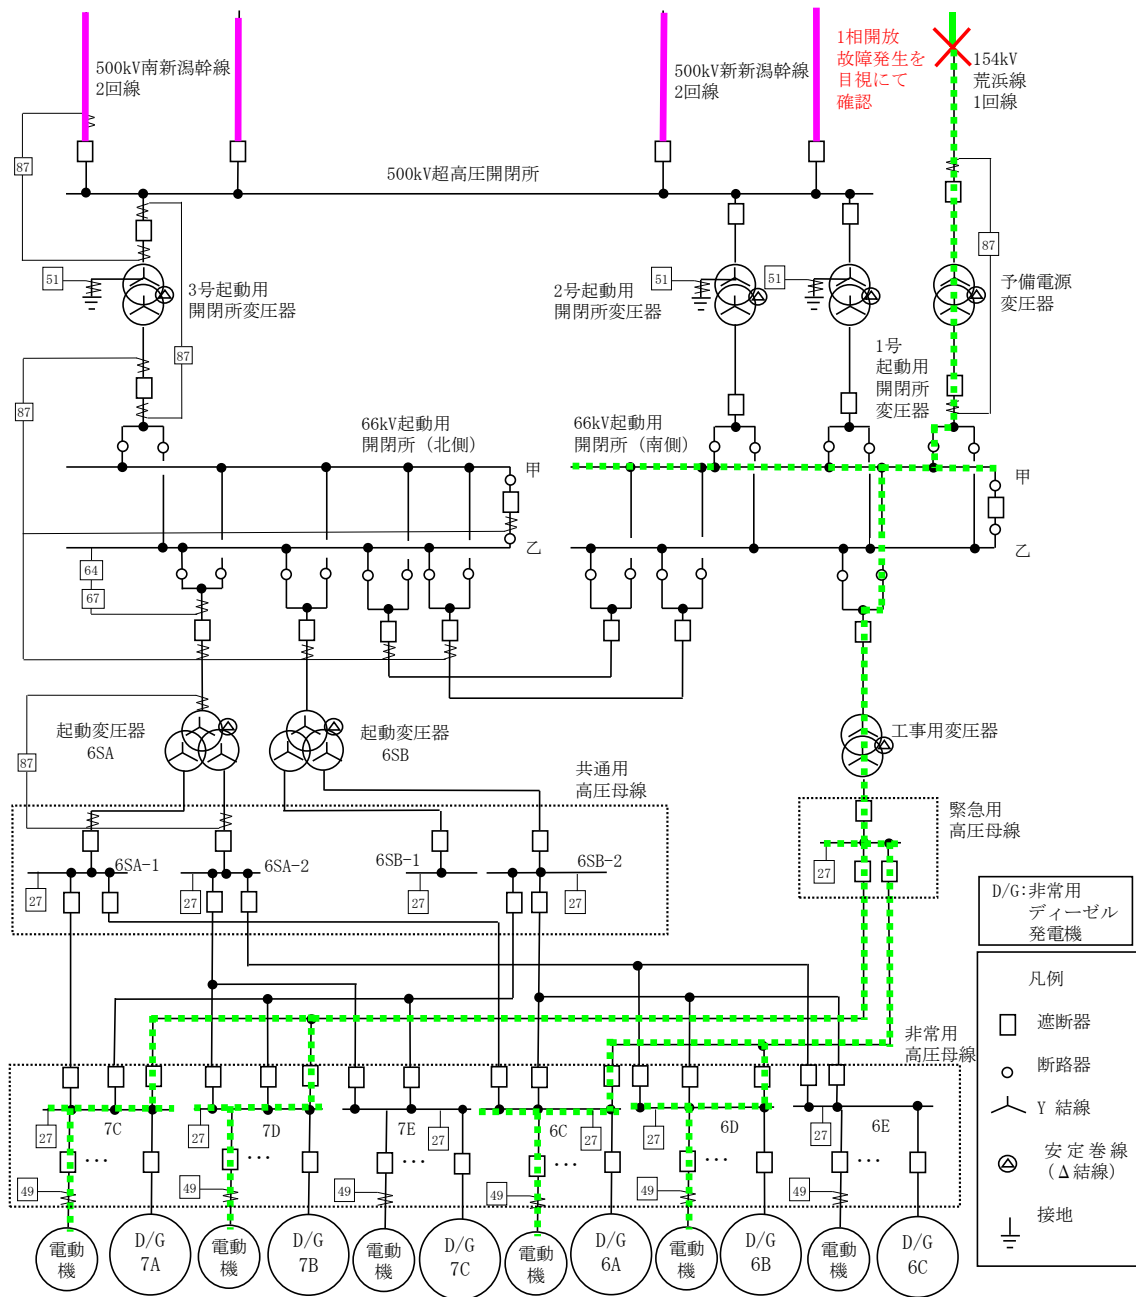 500kV南新潟幹線
2回線
500kV新新潟幹線
2回線
1相開放
故障発生を
目視にて
確認
154kV
荒浜線
1回線
87
500kV超高圧開閉所
87
51
3号起動用
開閉所変圧器
51
2号起動用
開閉所変圧器
51
予備電源
変圧器
87
87
1号
起動用
開閉所
変圧器
66kV起動用
開閉所（北側）
66kV起動用
開閉所（南側）
甲
甲
乙
乙
64
67
起動変圧器
6SA
起動変圧器
6SB
工事用変圧器
87
共通用
高圧母線
緊急用
高圧母線
6SA-1
6SA-2
6SB-1
6SB-2
27
27
27
27
27
D/G:非常用
ディーゼル
発電機
凡例
遮断器
断路器
Y 結線
安定巻線
(Δ結線)
接地
非常用
高圧母線
27
7C
27
7D
7E
27
6C
27
27
6D
27
6E
…
…
…
…
…
…
49
49
49
49
49
49
電動
機
D/G
7A
電動
機
D/G
7B
電動
機
D/G
7C
電動
機
D/G
6A
電動
機
D/G
6B
電動
機
D/G
6C